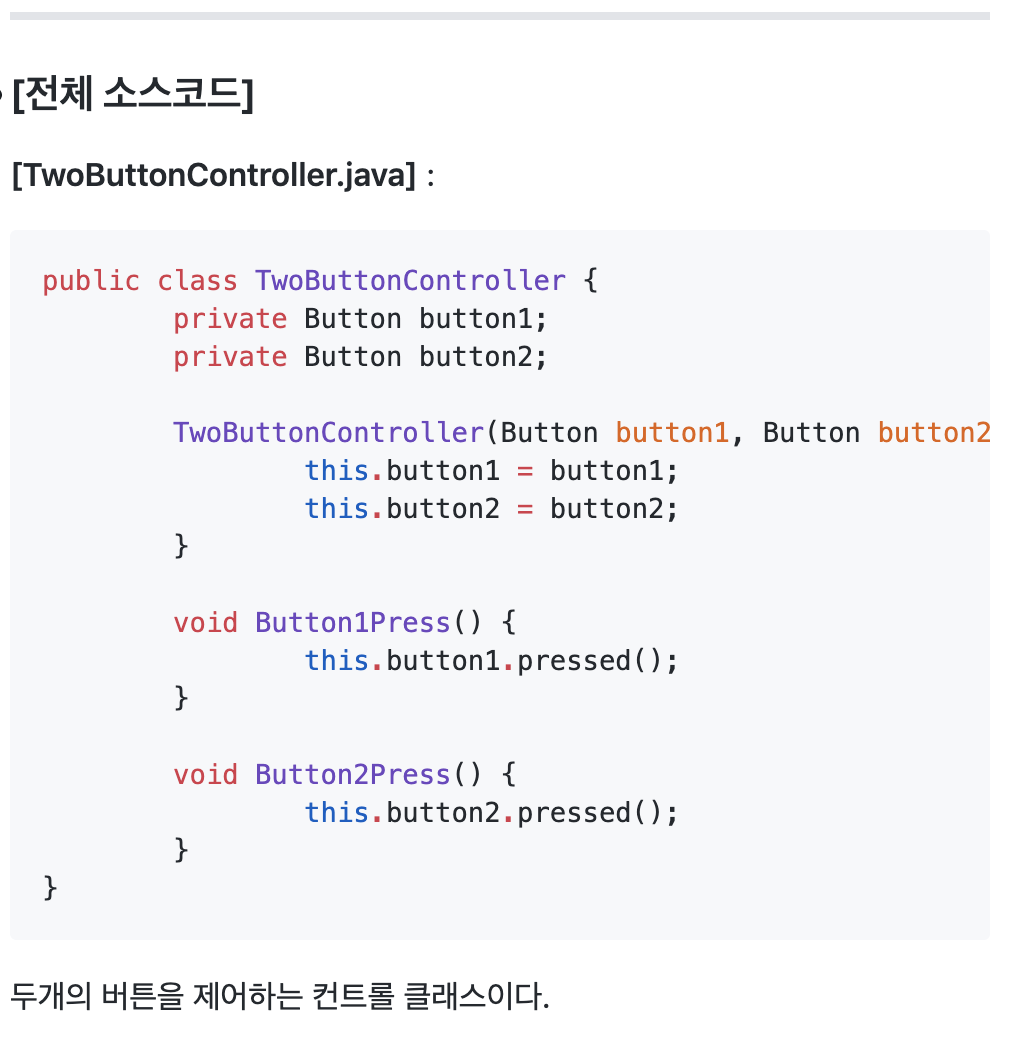 [전체 소스코드]
[TwoButtonController.java] :
public class TwoButtonController {
private Button button1;
private Button button2;
TwoButtonController(Button button1, Button button2
this.button1 = button1;
this.button2 = button2;
}
void Button1Press() {
this.button1.pressed();
}
void Button2Press() {
this.button2.pressed();
}
}
두개의 버튼을 제어하는 컨트롤 클래스이다.